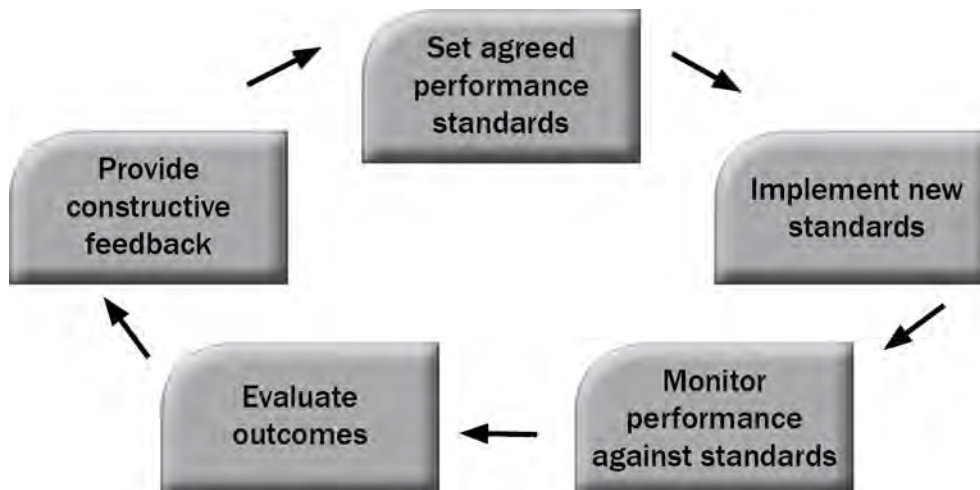 Set agreed
performance
standards
Implement new
standards
Monitor
performance
against standards
Evaluate
outcomes
Provide
constructive
feedback